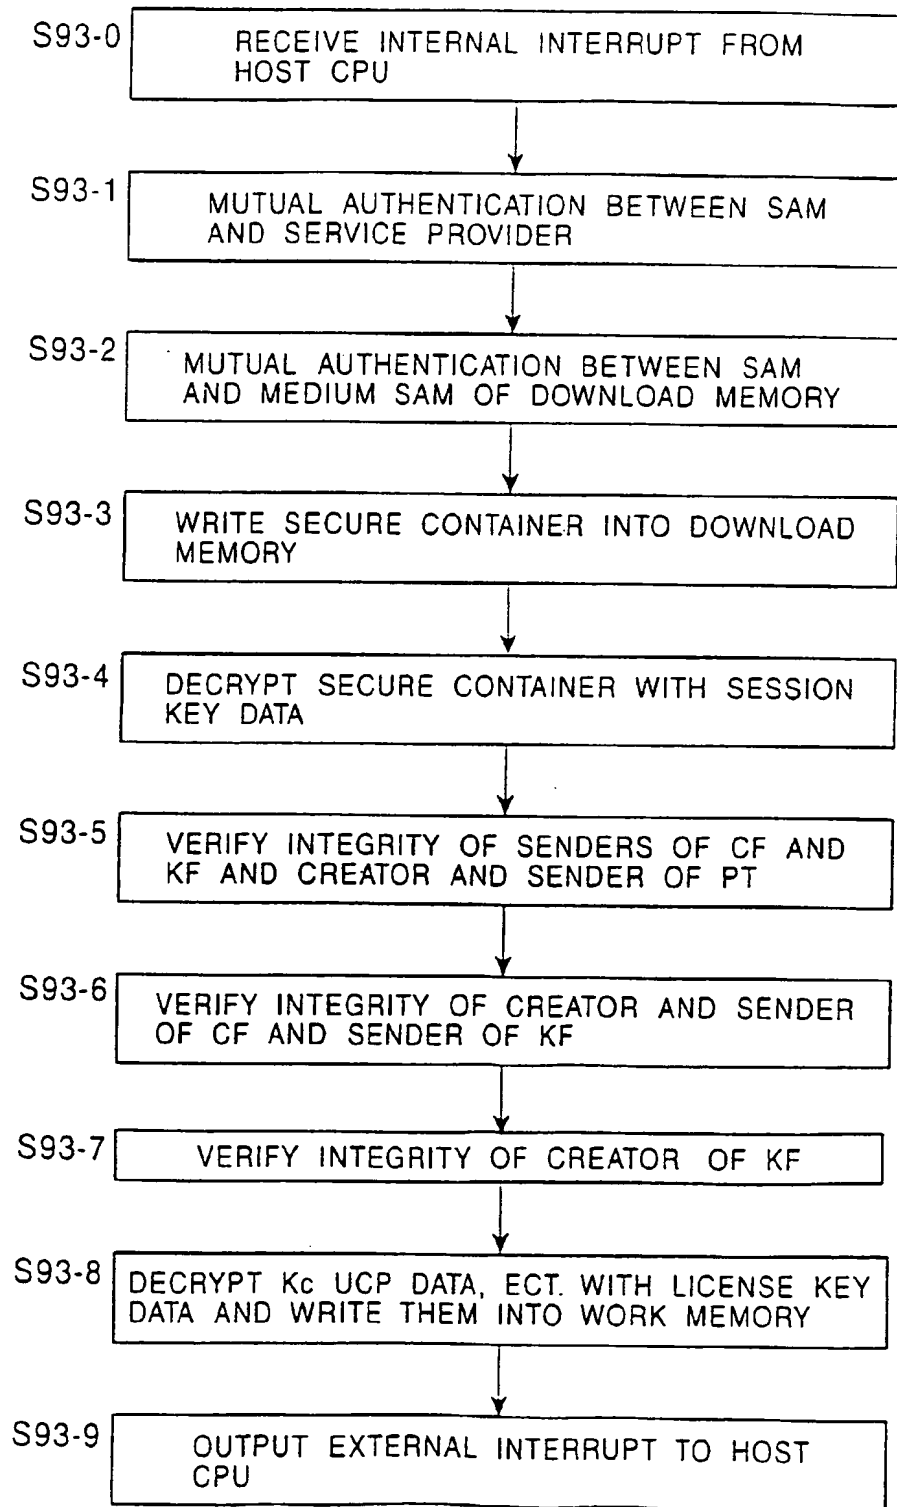 S93-0
RECEIVE INTERNAL INTERRUPT FROM
HOST CPU
S93-1
MUTUAL AUTHENTICATION BETWEEN SAM
AND SERVICE PROVIDER
S93-2
MUTUAL AUTHENTICATION BETWEEN SAM
AND MEDIUM SAM OF DOWNLOAD MEMORY
S93-3
WRITE SECURE CONTAINER INTO DOWNLOAD
MEMORY
S93-4
DECRYPT SECURE CONTAINER WITH SESSION
KEY DATA
S93-5
VERIFY INTEGRITY OF SENDERS OF CF AND
KF AND CREATOR AND SENDER OF PT
S93-6
VERIFY INTEGRITY OF CREATOR AND SENDER
OF CF AND SENDER OF KF
S93-7
VERIFY INTEGRITY OF CREATOR OF KF
S93-8
DECRYPT Kc UCP DATA, ECT. WITH LICENSE KEY
DATA AND WRITE THEM INTO WORK MEMORY
S93-9
OUTPUT EXTERNAL INTERRUPT TO HOST
CPU